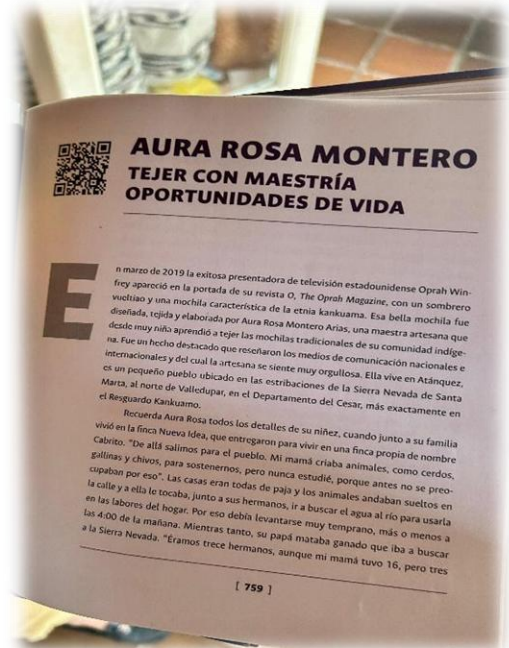 AURA ROSA MONTERO
TEJER CON MAESTRÍA
OPORTUNIDADES DE VIDA
En marzo de 2019 la exitosa presentadora de televisión estadounidense Oprah Win-
frey apareció en la portada de su revista O, The Oprah Magazine, con un sombrero
vueltiao y una mochila característica de la etnia kankuama. Esa bella mochila fue
diseñada, tejida y elaborada por Aura Rosa Montero Arias, una maestra artesana que
desde muy niña aprendió a tejer las mochilas tradicionales de su comunidad indíge-
na. Fue un hecho destacado que reseñaron los medios de comunicación nacionales e
internacionales y del cual la artesana se siente muy orgullosa. Ella vive en Atánquez,
es un pequeño pueblo ubicado en las estribaciones de la Sierra Nevada de Santa
Marta, al norte de Valledupar, en el Departamento del Cesar, más exactamente en
el Resguardo Kankuamo.
Recuerda Aura Rosa todos los detalles de su niñez, cuando junto a su familia
vivió en la finca Nueva Idea, que entregaron para vivir en una finca propia de nombre
Cabrito. "De allá salimos para el pueblo. Mi mamá criaba animales, como cerdos,
gallinas y chivos, para sostenernos, pero nunca estudié, porque antes no se preo-
cupaban por eso". Las casas eran todas de paja y los animales andaban sueltos en
la calle y a ella le tocaba, junto a sus hermanos, ir a buscar el agua al río para usarla
en las labores del hogar. Por eso debía levantarse muy temprano, más o menos a
las 4:00 de la mañana. Mientras tanto, su papá mataba ganado que iba a buscar
a la Sierra Nevada. "Éramos trece hermanos, aunque mi mamá tuvo 16, pero tres
[ 759 ]